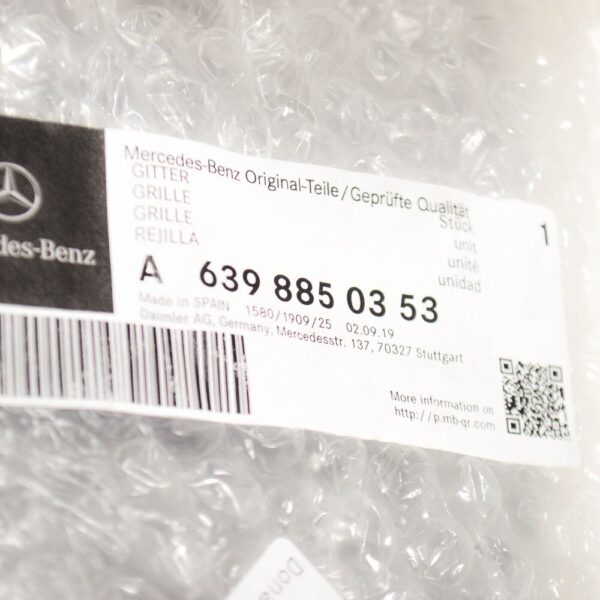 Mercedes-Benz Original-Teile/Geprüfte Qualität
GITTER Stück 1
GRILLE unit
GRILLE unité
REJILLA unidad
des-Benz
A 639 885 03 53
Made in SPAIN 1580/1909/25 02.09.19
Daimler AG, Germany, Mercedesstr. 137, 70327 Stuttgart
More information on
http://p.mb-qr.com
Dona